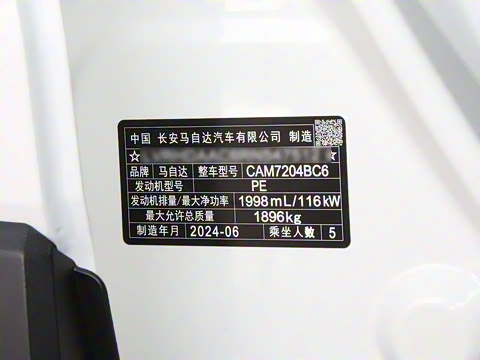 中国 长安马自达汽车有限公司 制造
☆ ☆
品牌 马自达 整车型号 CAM7204BC6
发动机型号 PE
发动机排量/最大净功率 1998mL/116kW
最大允许总质量 1896kg
制造年月 2024-06 乘坐人数 5